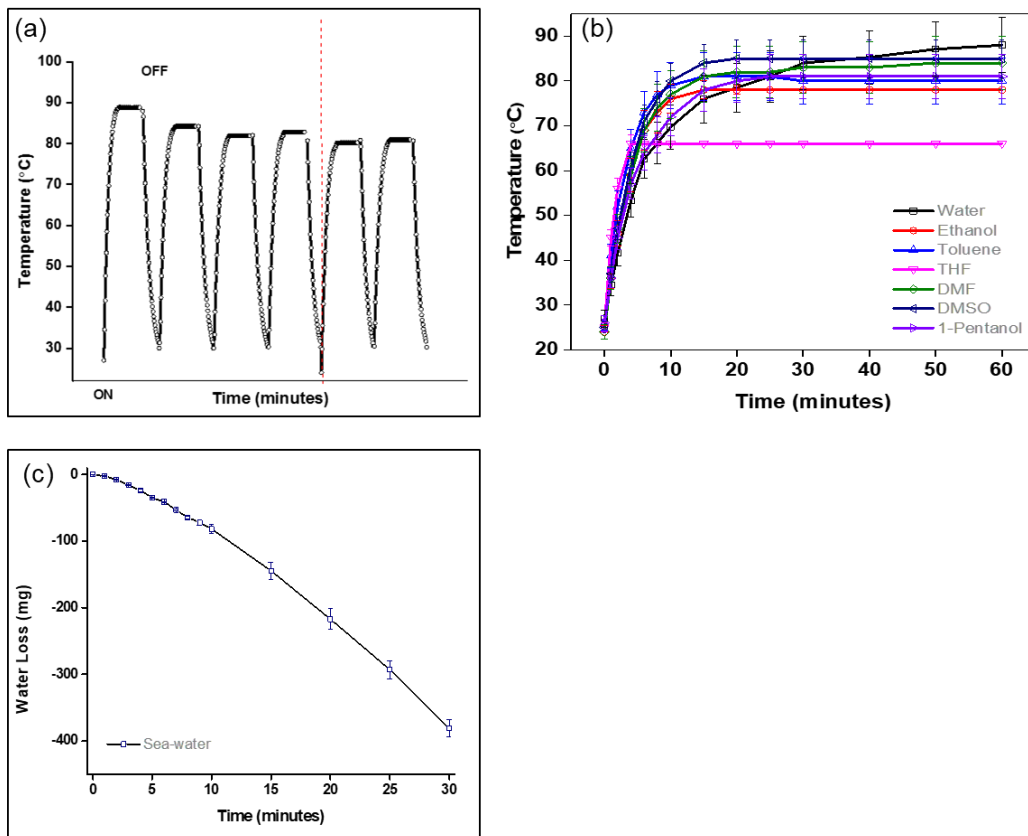 (a)
OFF
100
90
80
70
60
50
40
30
Temperature (°C)
ON
Time (minutes)
(b)
90
80
70
60
50
40
30
20
Temperature (°C)
Water
Ethanol
Toluene
THF
DMF
DMSO
1-Pentanol
0 10 20 30 40 50 60
Time (minutes)
(c)
0
-100
-200
-300
-400
Water Loss (mg)
Sea-water
0 5 10 15 20 25 30
Time (minutes)